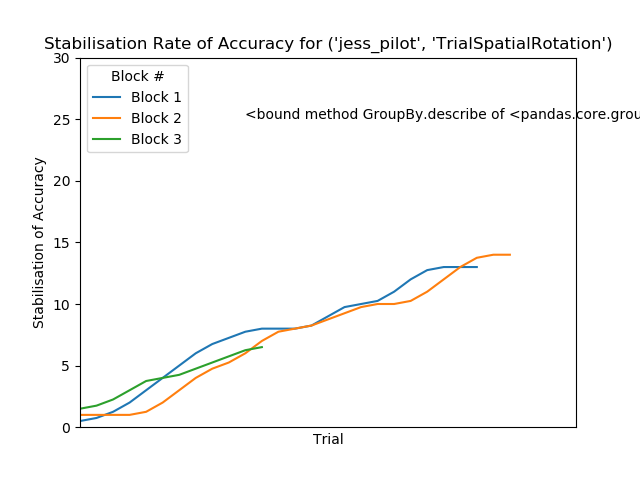 Stabilisation Rate of Accuracy for ('jess_pilot', 'TrialSpatialRotation')
30
25
20
15
10
5
0
Stabilisation of Accuracy
Block #
Block 1
Block 2
Block 3
<bound method GroupBy.describe of <pandas.core.grou
Trial